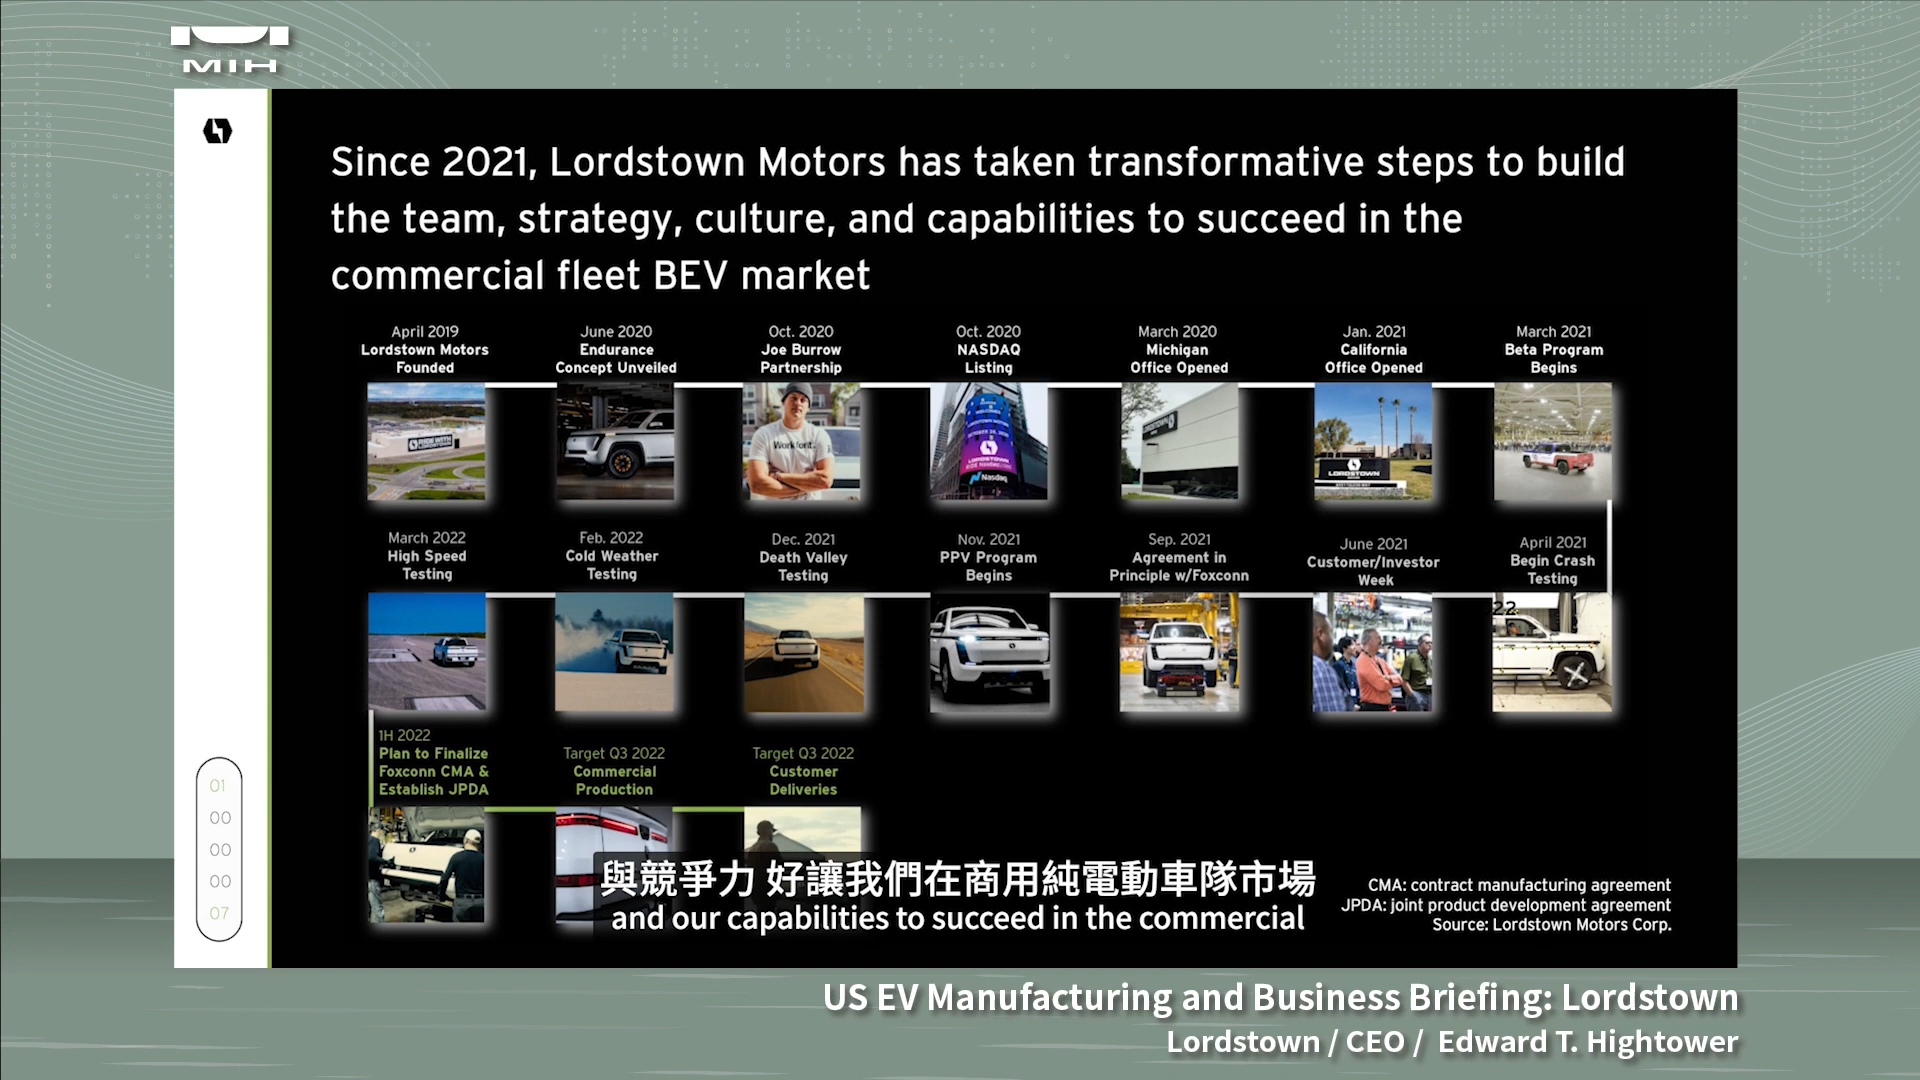 MIH
Since 2021, Lordstown Motors has taken transformative steps to build
the team, strategy, culture, and capabilities to succeed in the
commercial fleet BEV market
April 2019
Lordstown Motors
Founded
June 2020
Endurance
Concept Unveiled
Oct. 2020
Joe Burrow
Partnership
Oct. 2020
NASDAQ
Listing
March 2020
Michigan
Office Opened
Jan. 2021
California
Office Opened
March 2021
Beta Program
Begins
RIDE WITH
LORDSTOWN
Workforit.
LORDSTOWN
Nasdaq
LORDSTOWN
March 2022
High Speed
Testing
Feb. 2022
Cold Weather
Testing
Dec. 2021
Death Valley
Testing
Nov. 2021
PPV Program
Begins
Sep. 2021
Agreement in
Principle w/Foxconn
June 2021
Customer/Investor
Week
April 2021
Begin Crash
Testing
22
1H 2022
Plan to Finalize
Foxconn CMA &
Establish JPDA
Target Q3 2022
Commercial
Production
Target Q3 2022
Customer
Deliveries
01
00
00
00
07
與競爭力 好讓我們在商用純電動車隊市場
and our capabilities to succeed in the commercial
CMA: contract manufacturing agreement
JPDA: joint product development agreement
Source: Lordstown Motors Corp.
US EV Manufacturing and Business Briefing: Lordstown
Lordstown / CEO / Edward T. Hightower